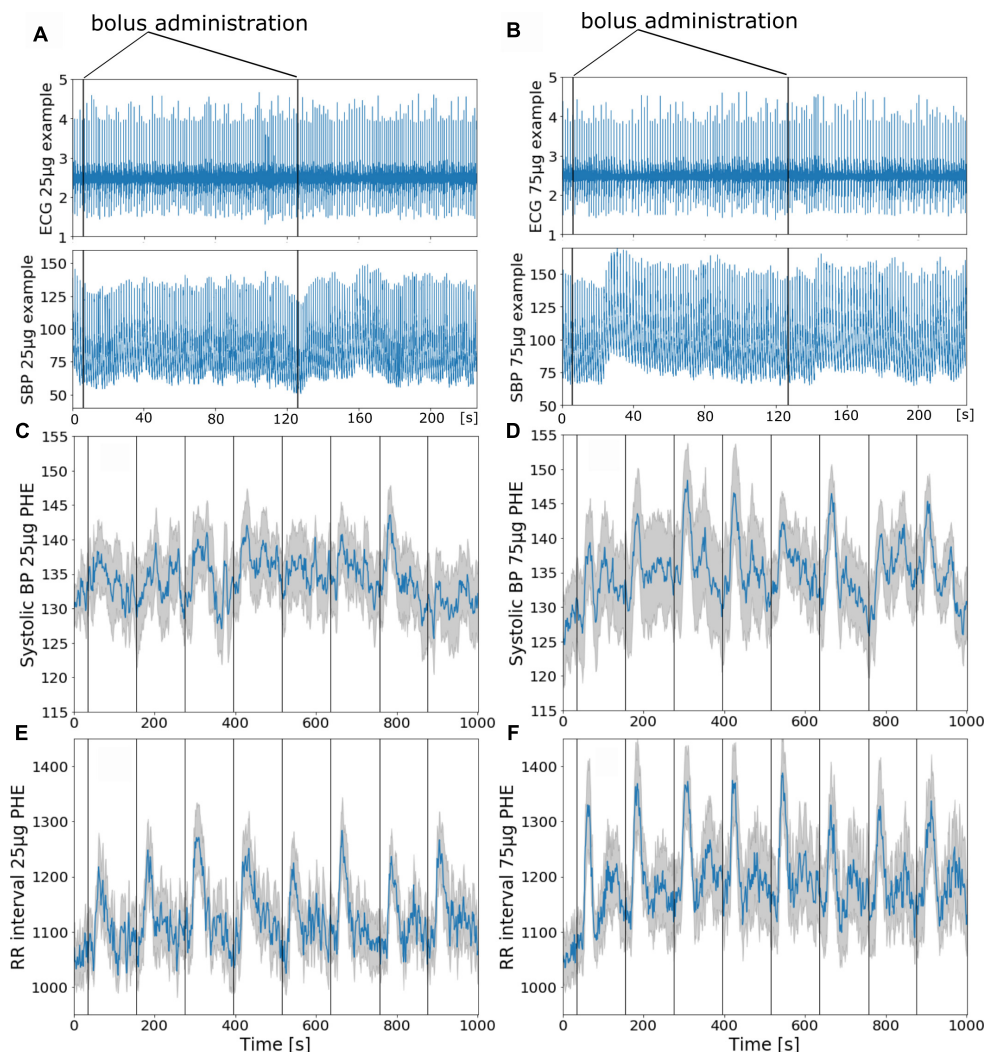 A
bolus administration
B
bolus administration
ECG 25µg example
5
4
3
2
1
ECG 75µg example
5
4
3
2
1
SBP 25µg example
150
125
100
75
50
0 40 80 120 160 200 [s]
SBP 75µg example
150
125
100
75
50
0 40 80 120 160 200 [s]
C
Systolic BP 25µg PHE
155
150
145
140
135
130
125
120
115
0 200 400 600 800 1000
D
Systolic BP 75µg PHE
155
150
145
140
135
130
125
120
115
0 200 400 600 800 1000
E
RR interval 25µg PHE
1400
1300
1200
1100
1000
0 200 400 600 800 1000
Time [s]
F
RR interval 75µg PHE
1400
1300
1200
1100
1000
0 200 400 600 800 1000
Time [s]